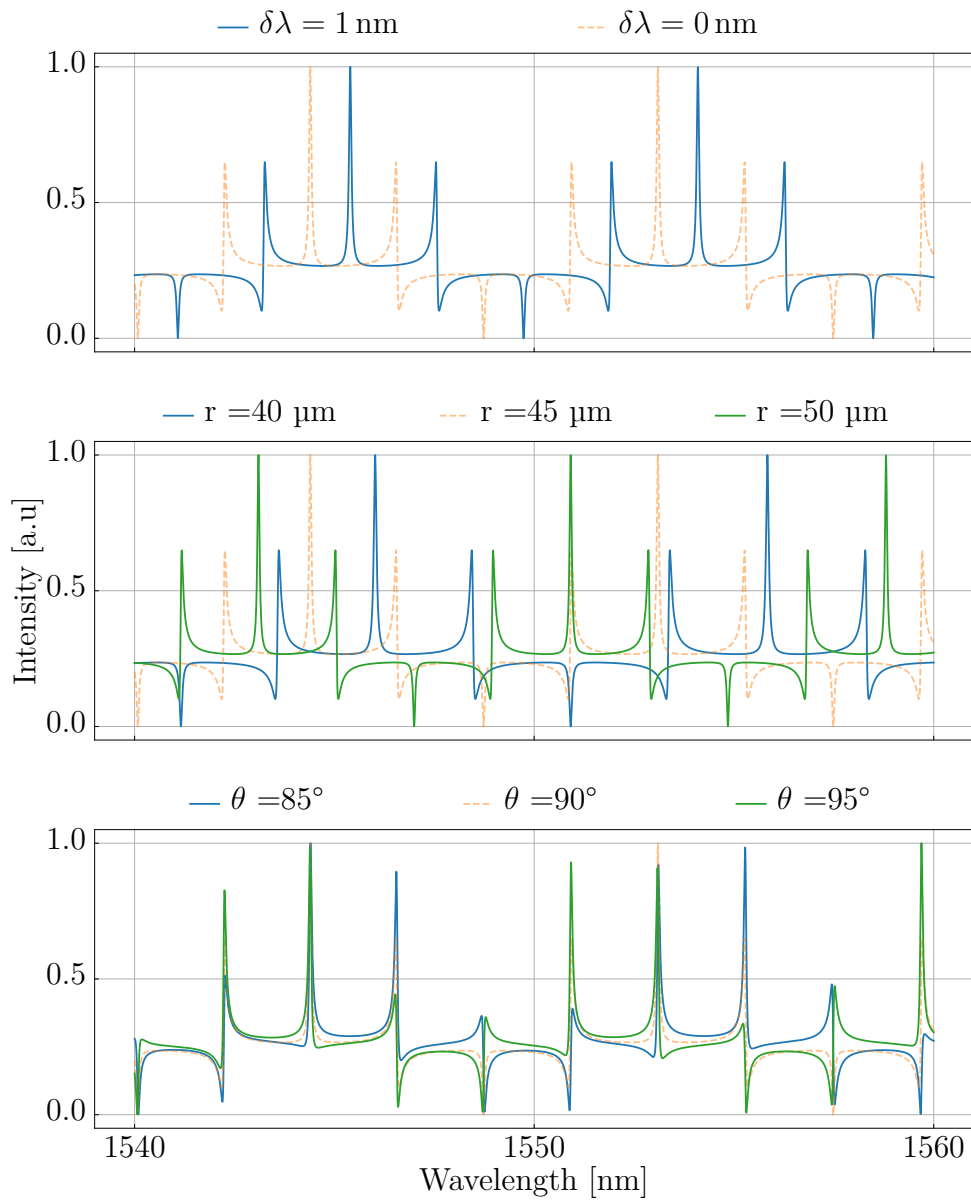 δλ = 1 nm δλ = 0 nm
1.0
0.5
0.0
r =40 µm r =45 µm r =50 µm
1.0
0.5
0.0
Intensity [a.u]
θ =85° θ =90° θ =95°
1.0
0.5
0.0
1540 1550 1560
Wavelength [nm]